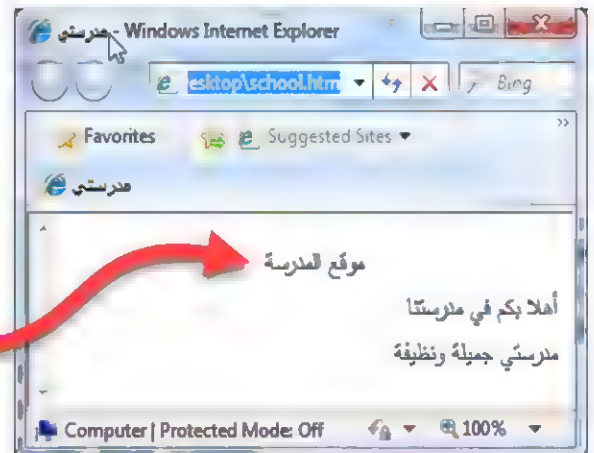 مدرستي - Windows Internet Explorer
esktop\school.htm Bing
Favorites Suggested Sites
مدرستي
موقع المدرسة
أهلا بكم في مدرستنا
مدرستي جميلة ونظيفة
Computer | Protected Mode: Off 100%